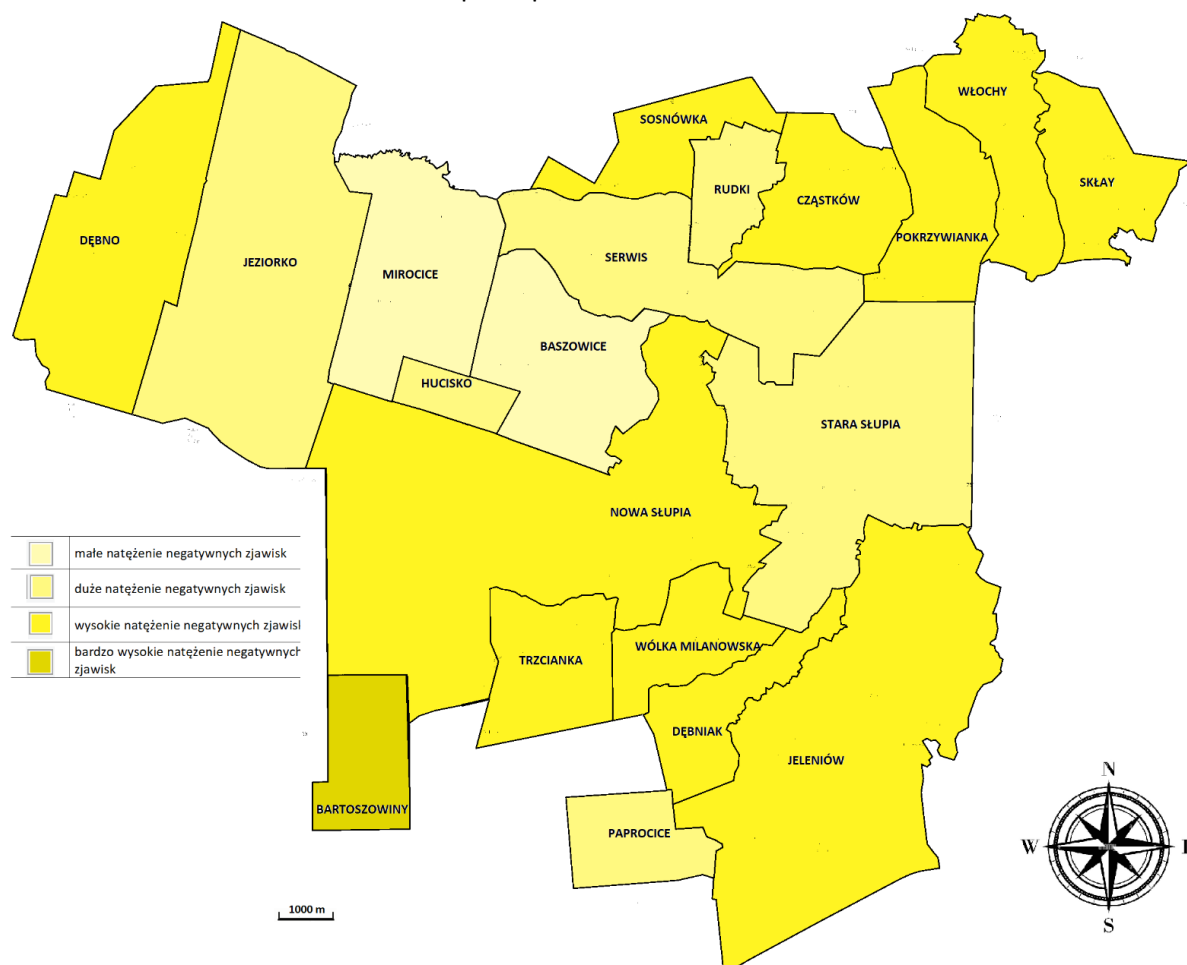 WŁOCHY
SOSNÓWKA
SKŁAY
RUDKI
CZĄSTKÓW
POKRZYWIANKA
DĘBNO
JEZIORKO
SERWIS
MIROCICE
BASZOWICE
HUCISKO
STARA SŁUPIA
NOWA SŁUPIA
małe natężenie negatywnych zjawisk
duże natężenie negatywnych zjawisk
wysokie natężenie negatywnych zjawisk
bardzo wysokie natężenie negatywnych
zjawisk
WÓLKA MILANOWSKA
TRZCIANKA
DĘBNIAK
JELENIÓW
BARTOSZOWINY
PAPROCICE
N
W
S
1000 m